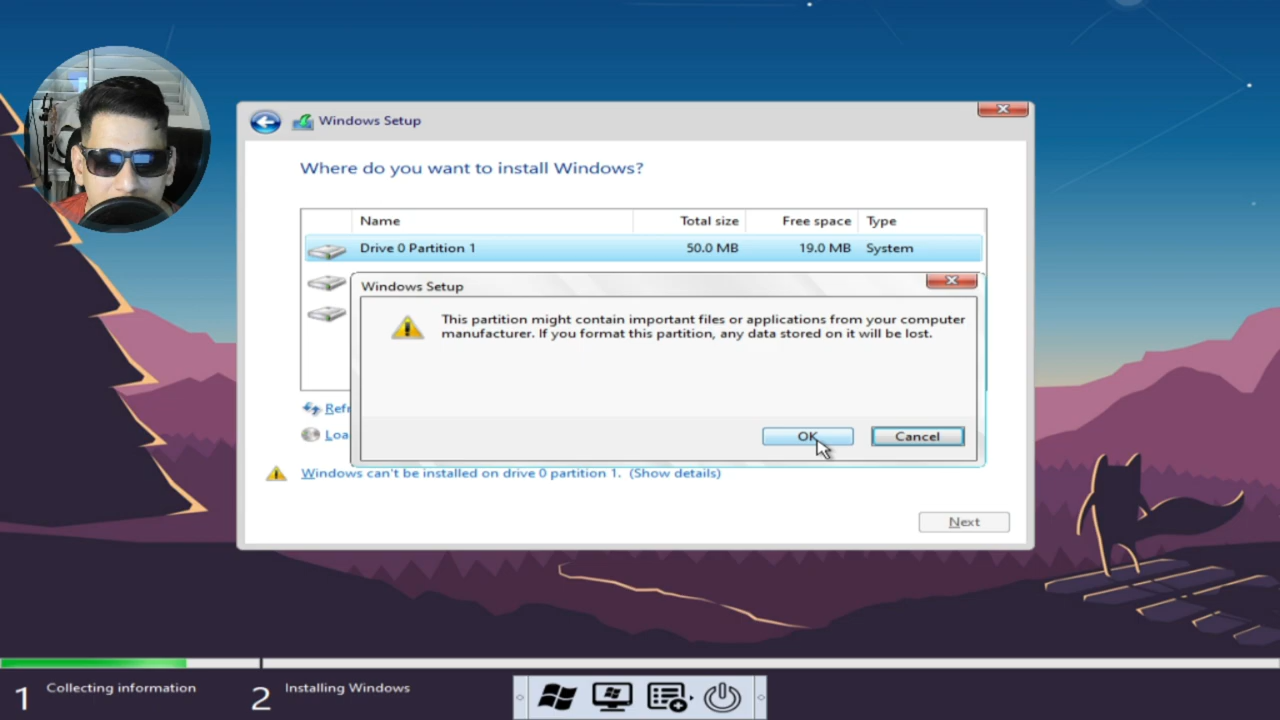 Windows Setup
Where do you want to install Windows?
Name Total size Free space Type
Drive 0 Partition 1 50.0 MB 19.0 MB System
Windows Setup
This partition might contain important files or applications from your computer
manufacturer. If you format this partition, any data stored on it will be lost.
OK Cancel
Refr
Loa
Windows can't be installed on drive 0 partition 1. (Show details)
Next
1 Collecting information 2 Installing Windows